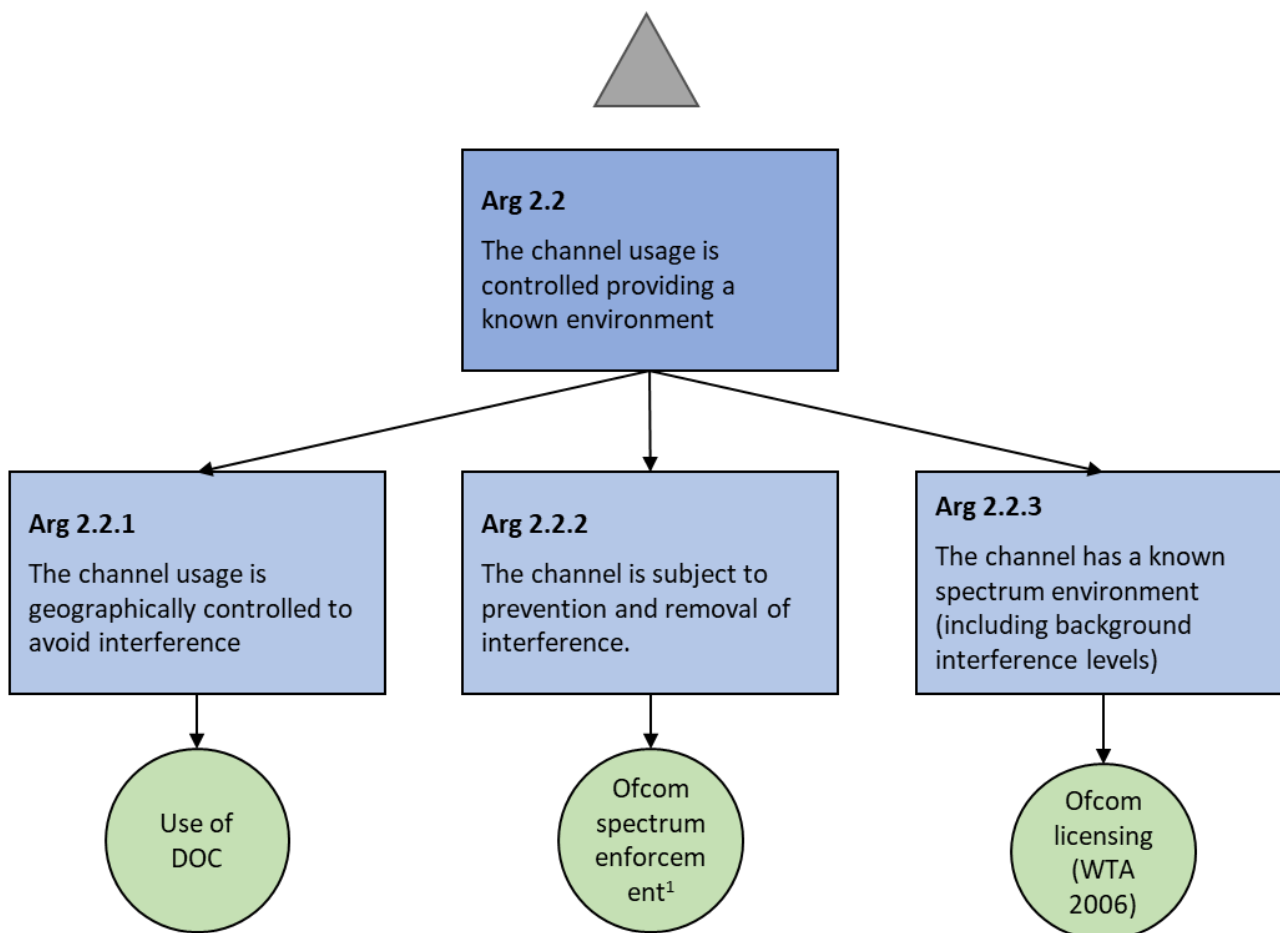 Arg 2.2
The channel usage is
controlled providing a
known environment
Arg 2.2.1
The channel usage is
geographically controlled to
avoid interference
Arg 2.2.2
The channel is subject to
prevention and removal of
interference.
Arg 2.2.3
The channel has a known
spectrum environment
(including background
interference levels)
Use of
DOC
Ofcom
spectrum
enforcem
ent¹
Ofcom
licensing
(WTA
2006)